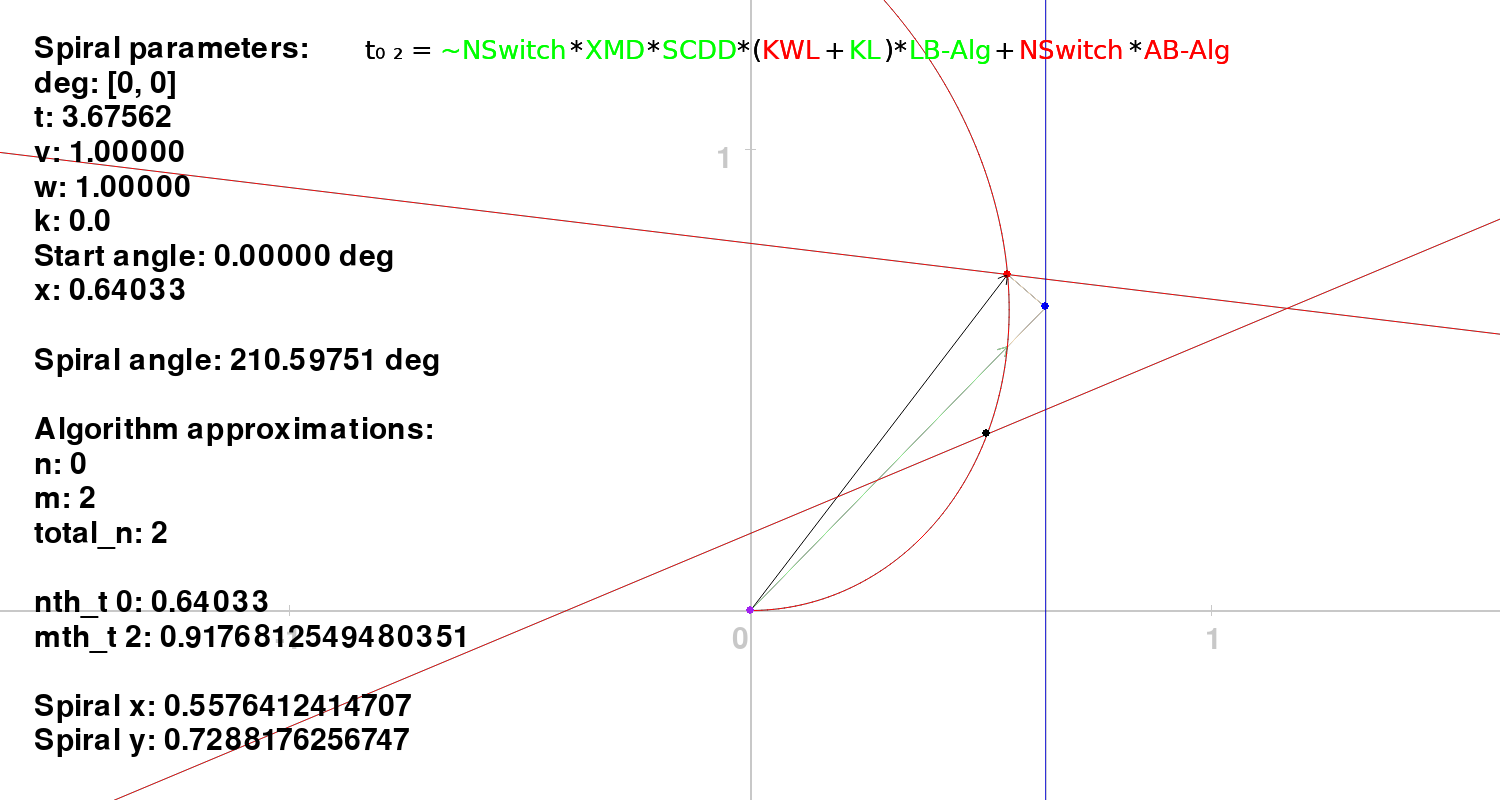 Spiral parameters:
t₀ ₂ = ~NSwitch*XMD*SCDD*(KWL+KL)*LB-Alg+NSwitch*AB-Alg
deg: [0, 0]
t: 3.67562
v: 1.00000
w: 1.00000
k: 0.0
Start angle: 0.00000 deg
x: 0.64033
Spiral angle: 210.59751 deg
Algorithm approximations:
n: 0
m: 2
total_n: 2
nth_t 0: 0.64033
mth_t 2: 0.9176812549480351
Spiral x: 0.5576412414707
Spiral y: 0.7288176256747
1
0
1